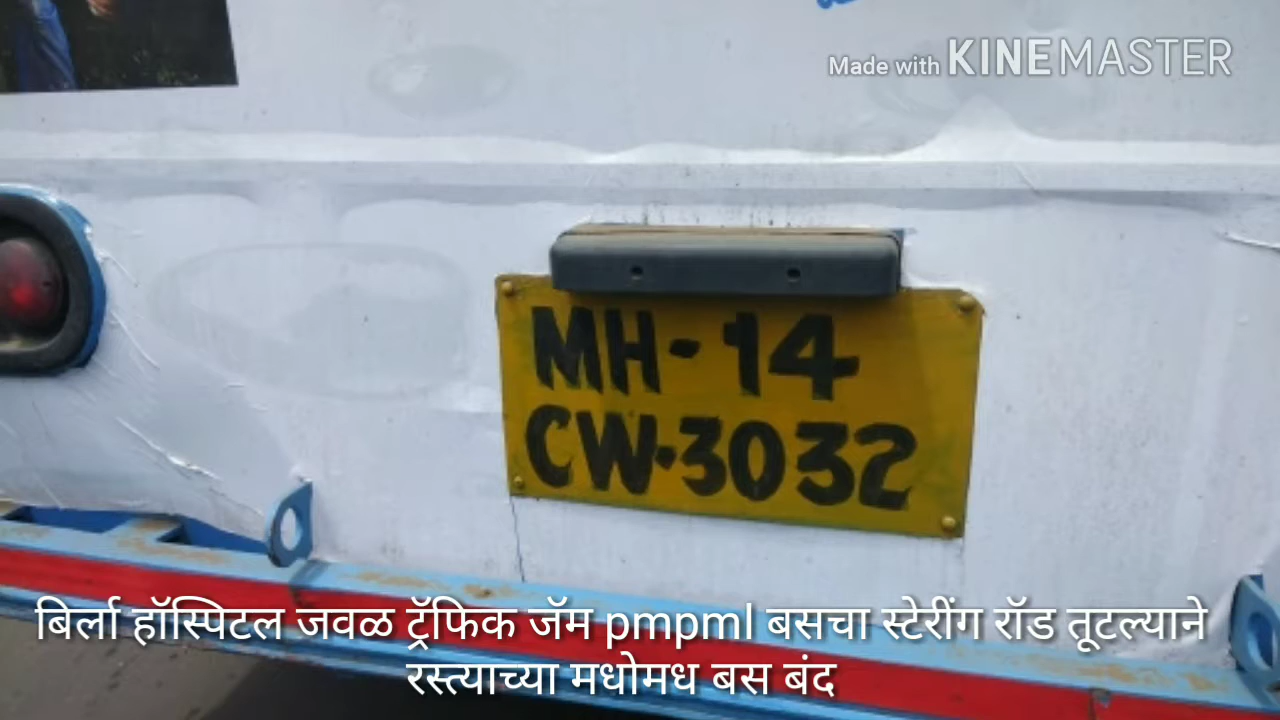 Made with KINEMASTER
MH-14
CW·3032
बिर्ला हॉस्पिटल जवळ ट्रॅफिक जॅम pmpml बसचा स्टेरींग रॉड तूटल्याने
रस्त्याच्या मधोमध बस बंद